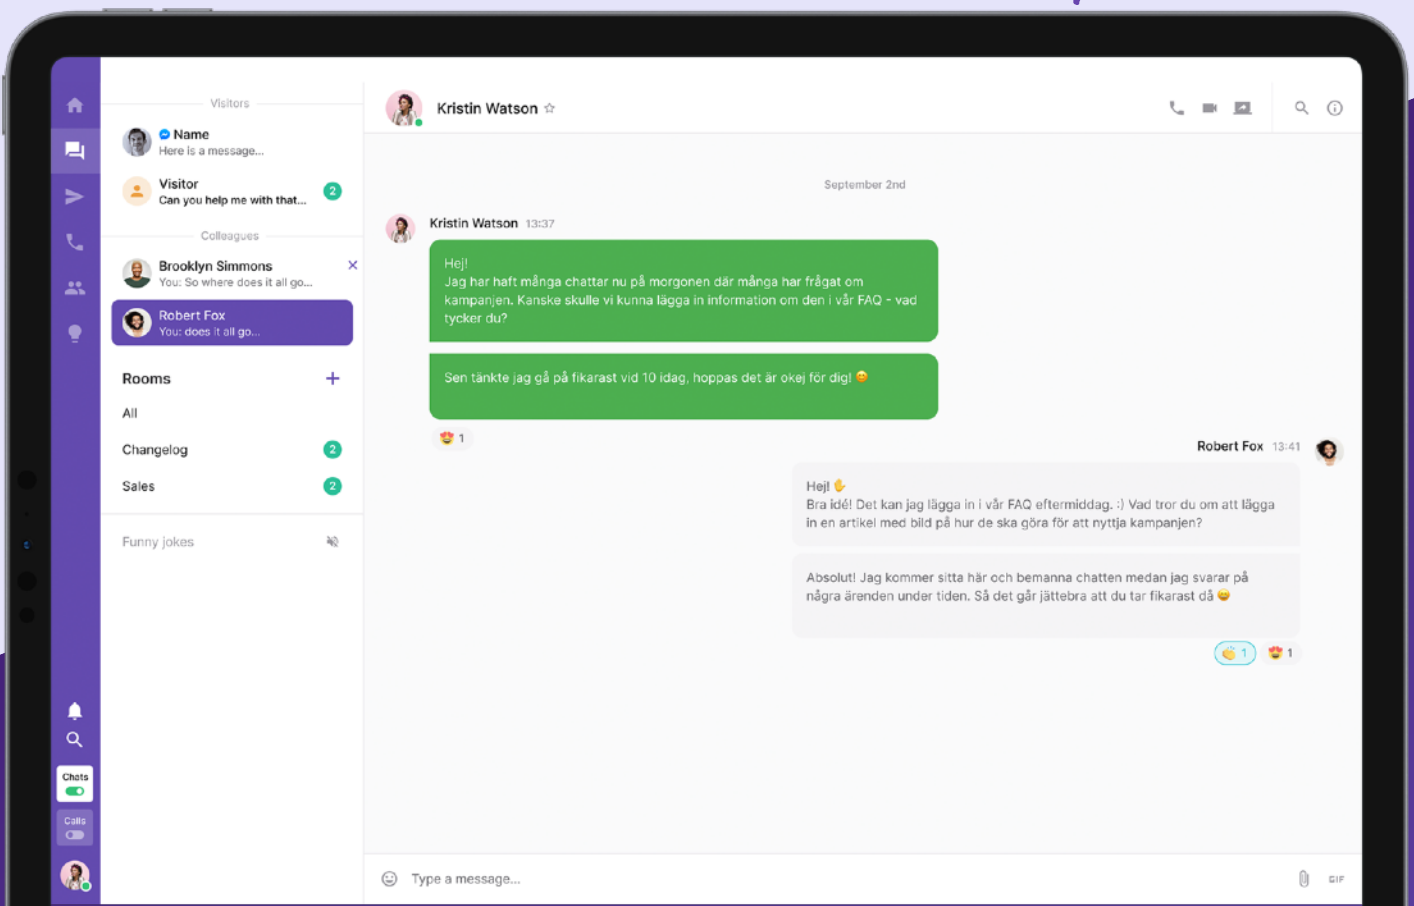 Visitors
Name
Here is a message...
Visitor
Can you help me with that...
2
Colleagues
Brooklyn Simmons
You: So where does it all go...
Robert Fox
You: does it all go...
Rooms
All
Changelog
2
Sales
2
Funny jokes
Chats
Calls
Kristin Watson
September 2nd
Kristin Watson 13:37
Hej!
Jag har haft många chattar nu på morgonen där många har frågat om
kampanjen. Kanske skulle vi kunna lägga in information om den i vår FAQ - vad
tycker du?
Sen tänkte jag gå på fikarast vid 10 idag, hoppas det är okej för dig! 😄
😍 1
Robert Fox 13:41
Hej! ✋
Bra idé! Det kan jag lägga in i vår FAQ eftermiddag. :) Vad tror du om att lägga
in en artikel med bild på hur de ska göra för att nyttja kampanjen?
Absolut! Jag kommer sitta här och bemanna chatten medan jag svarar på
några ärenden under tiden. Så det går jättebra att du tar fikarast då 😄
👏 1 😍 1
Type a message...
GIF